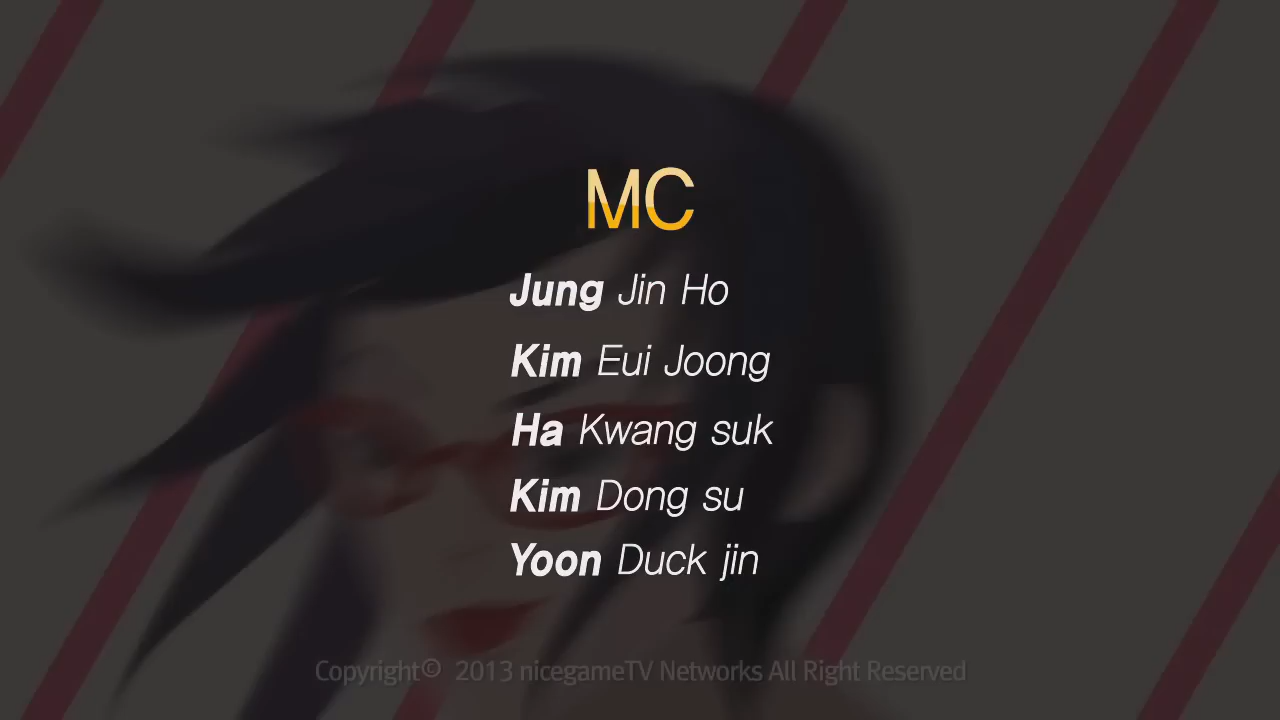 MC
Jung Jin Ho
Kim Eui Joong
Ha Kwang suk
Kim Dong su
Yoon Duck jin
Copyright© 2013 nicegameTV Networks All Right Reserved